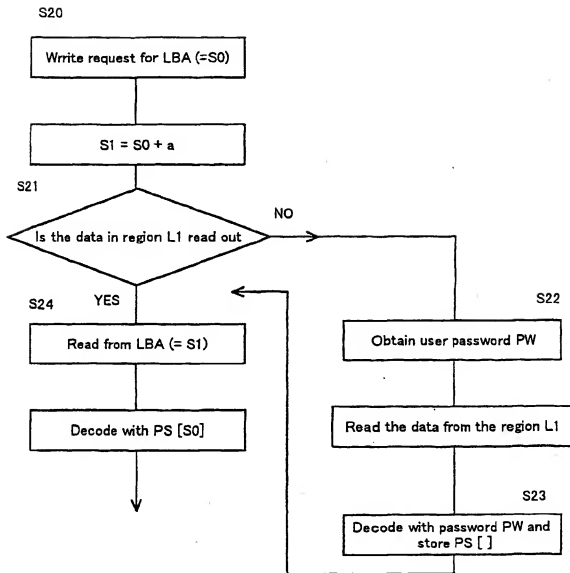 S20
Wrrite request for LBA (=S0)
S1 = S0 + a
S21
Is the data in region L1 read out
NO
YES
S24
Read from LBA (= S1)
Decode with PS [S0]
S22
Obtain user password PW
Read the data from the region L1
S23
Decode with password PW and
store PS [ ]